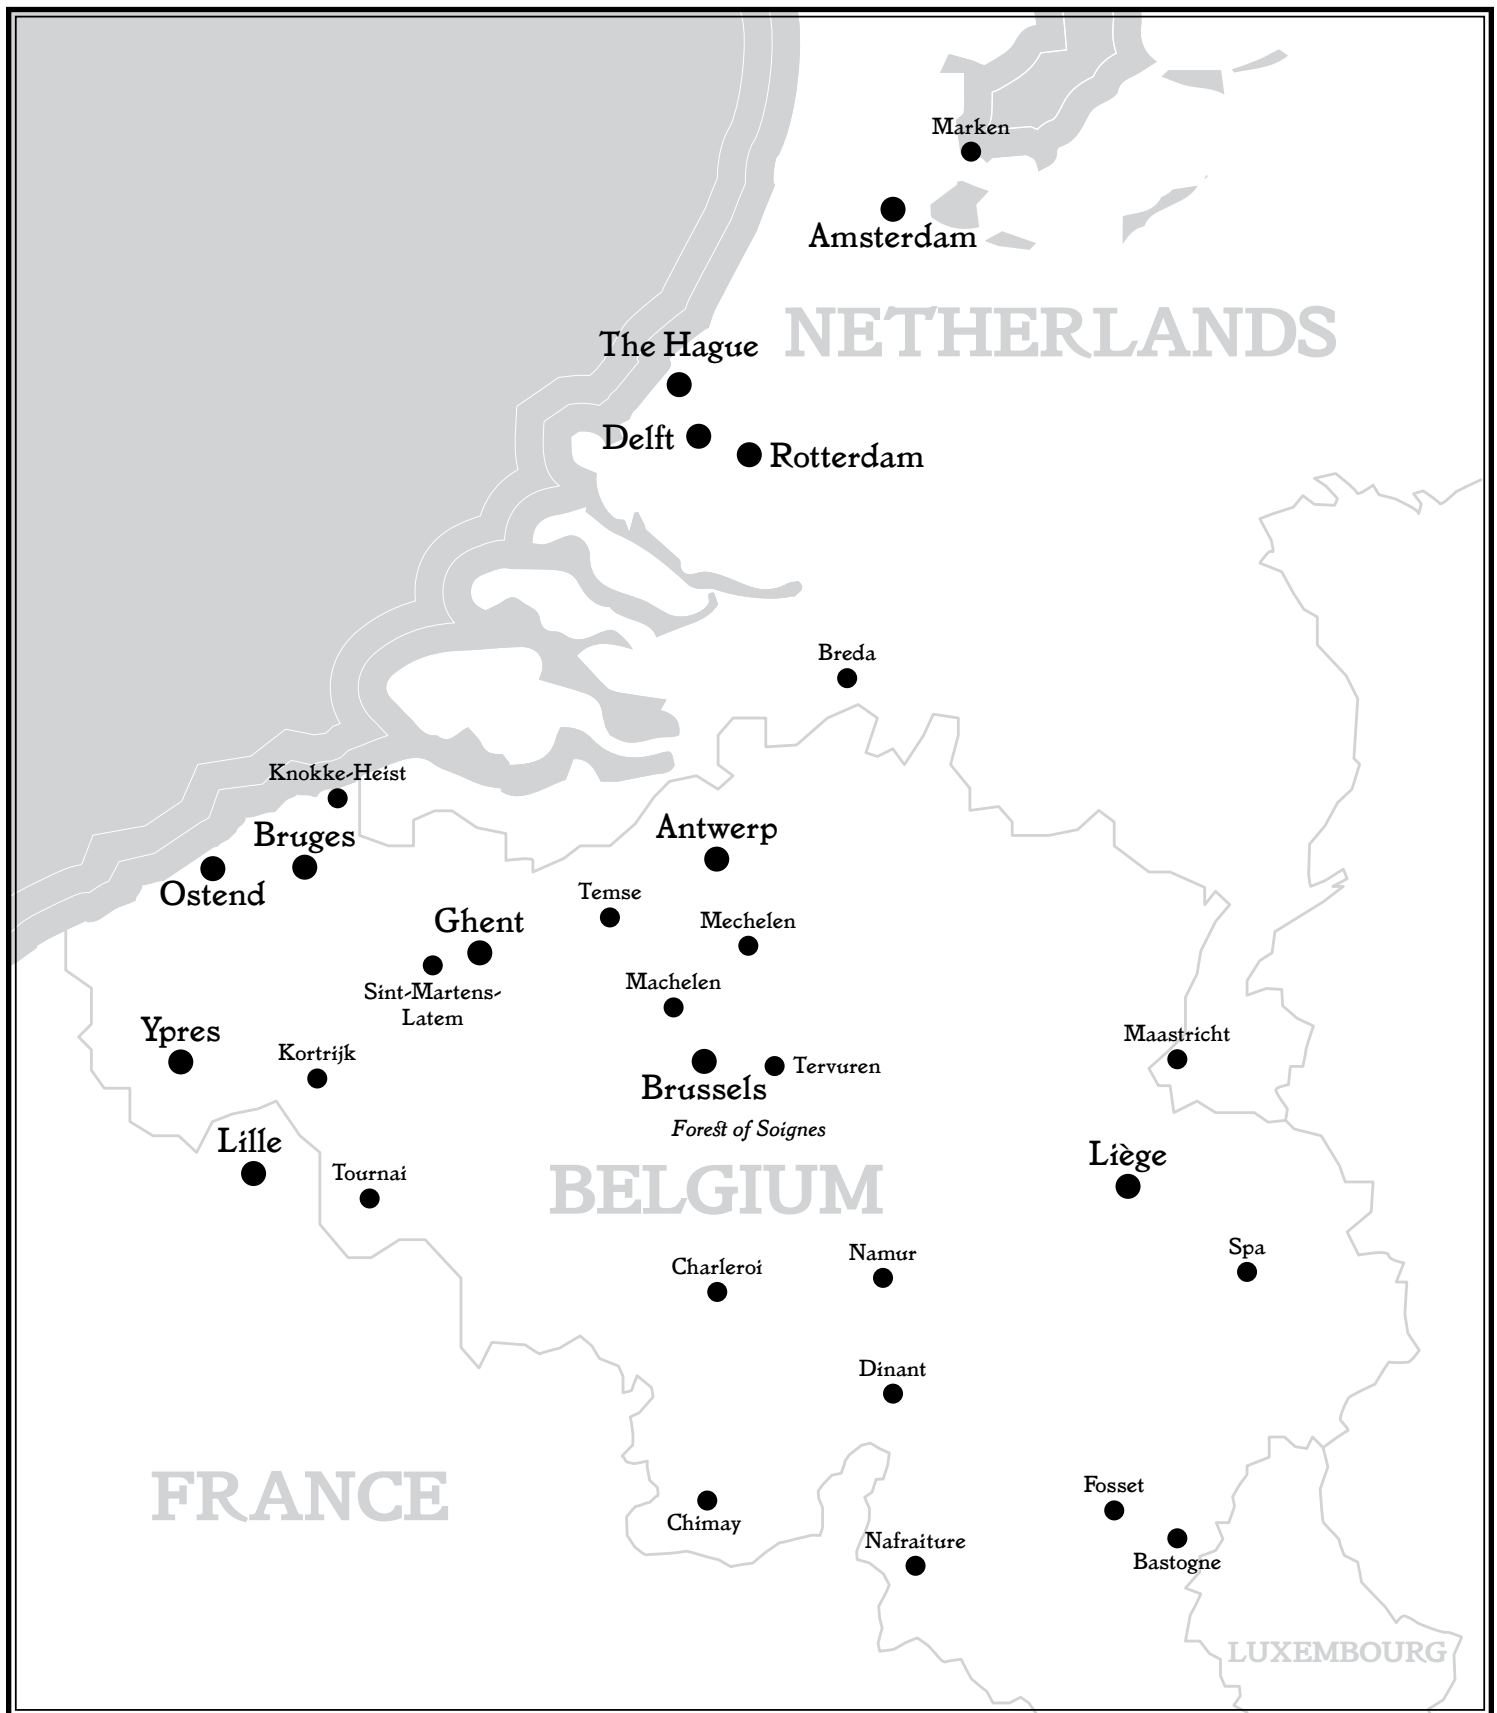 Marken
Amsterdam
NETHERLANDS
The Hague
Delft
Rotterdam
Breda
Knokke-Heist
Bruges
Antwerp
Ostend
Temse
Ghent
Mechelen
Machelen
Sint-Martens-
Latem
Ypres
Kortrijk
Maastricht
Tervuren
Brussels
Forest of Soignes
Lille
Tournai
BELGIUM
Liège
Charleroi
Namur
Spa
Dinant
FRANCE
Chimay
Fosset
Nafraiture
Bastogne
LUXEMBOURG